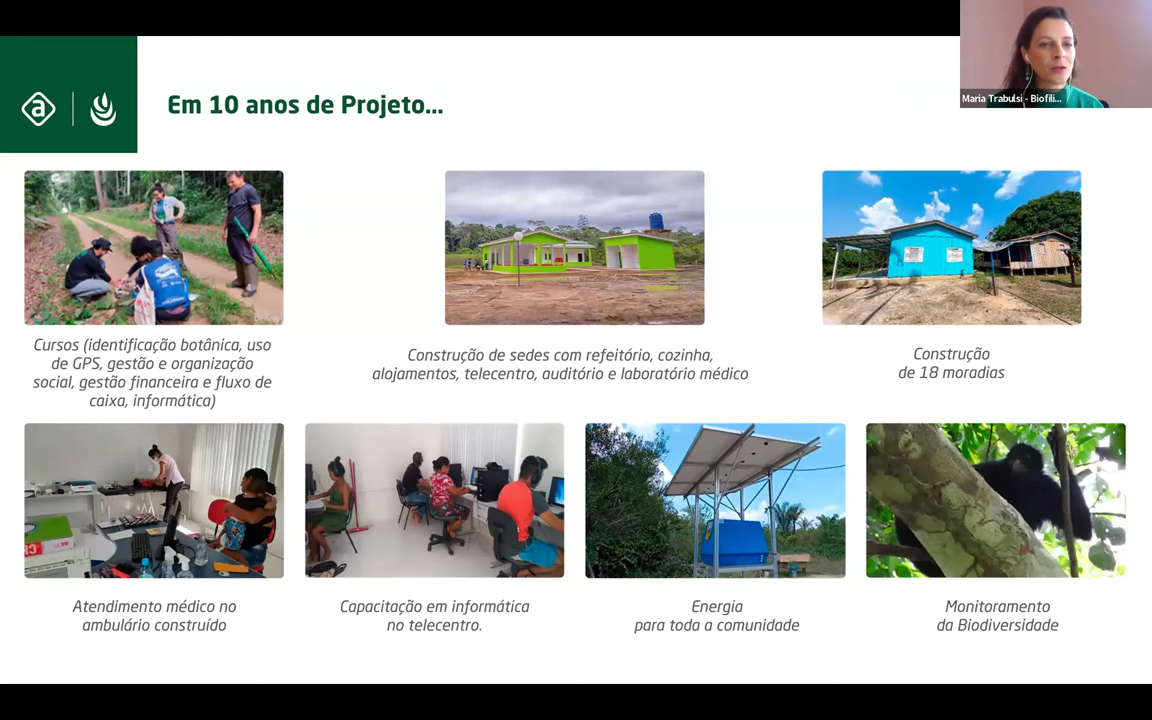 Maria Trabulsi - Biofili...
Em 10 anos de Projeto...
Cursos (identificação botânica, uso
de GPS, gestão e organização
social, gestão financeira e fluxo de
caixa, informática)
Construção de sedes com refeitório, cozinha,
alojamentos, telecentro, auditório e laboratório médico
Construção
de 18 moradias
Atendimento médico no
ambulário construído
Capacitação em informática
no telecentro.
Energia
para toda a comunidade
Monitoramento
da Biodiversidade